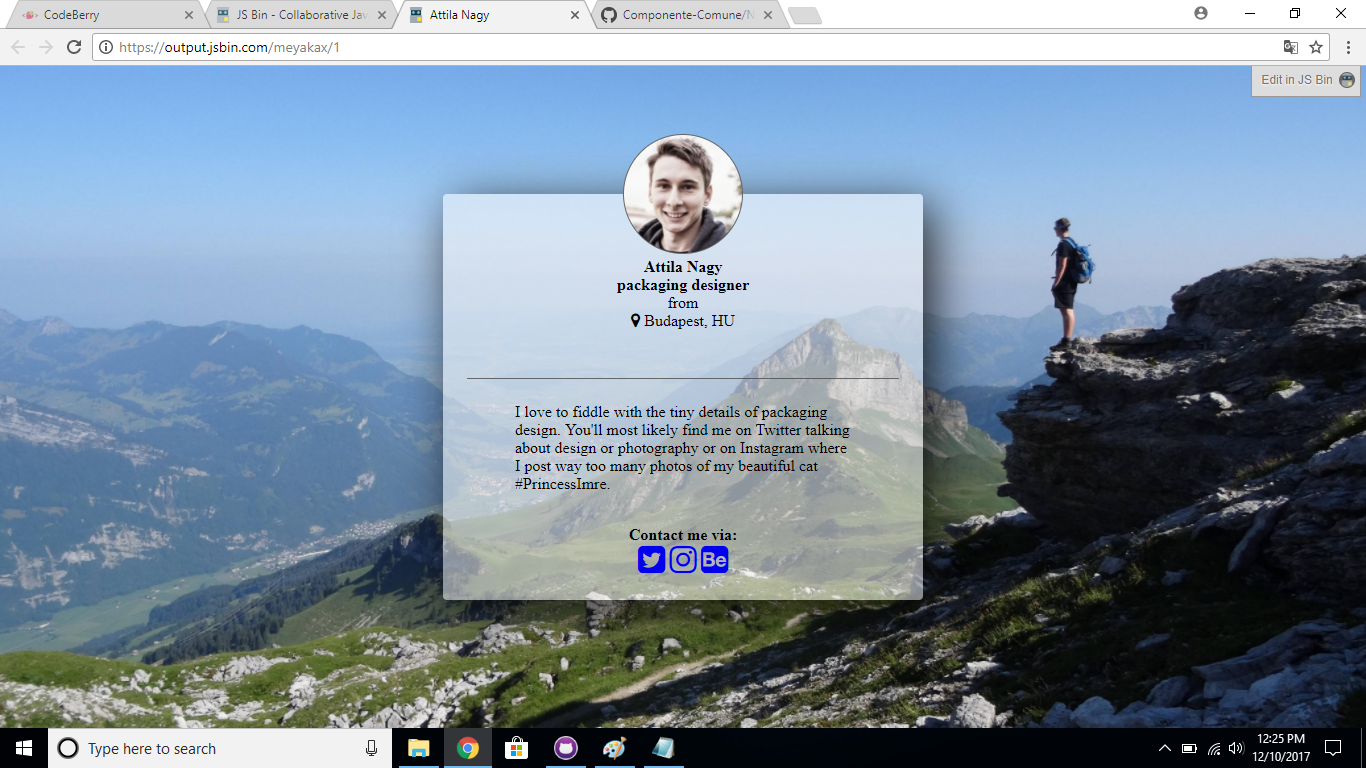 CodeBerry
JS Bin - Collaborative Jav
Attila Nagy
Componente-Comune/N
https://output.jsbin.com/meyakax/1
Edit in JS Bin
Attila Nagy
packaging designer
from
Budapest, HU
I love to fiddle with the tiny details of packaging
design. You'll most likely find me on Twitter talking
about design or photography or on Instagram where
I post way too many photos of my beautiful cat
#PrincessImre.
Contact me via:
Bē
Type here to search
12:25 PM
12/10/2017